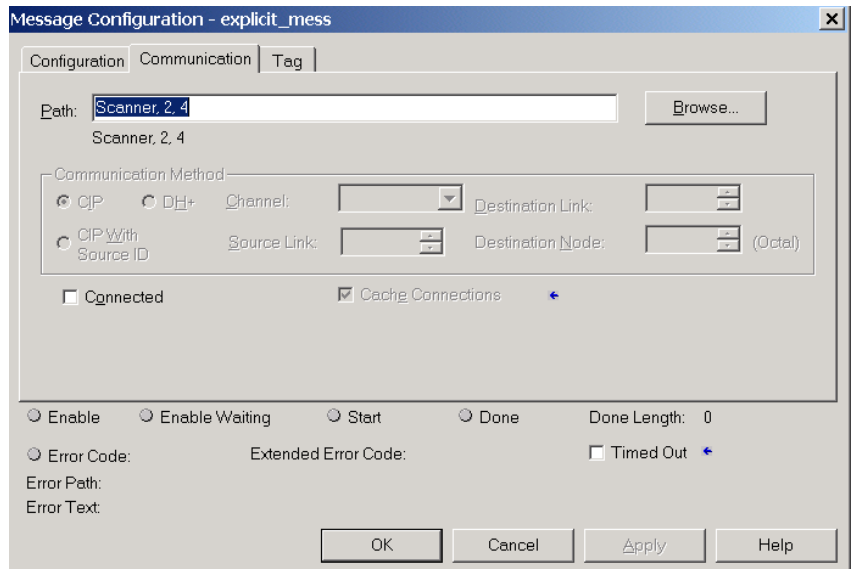 Message Configuration - explicit_mess
Configuration Communication Tag
Path: Scanner, 2, 4 Browse...
Scanner, 2, 4
Communication Method
CIP DH+ Channel: Destination Link:
CIP With Source ID Source Link: Destination Node: (Octal)
Connected Cache Connections
Enable Enable Waiting Start Done Done Length: 0
Error Code: Extended Error Code: Timed Out
Error Path:
Error Text:
OK Cancel Apply Help